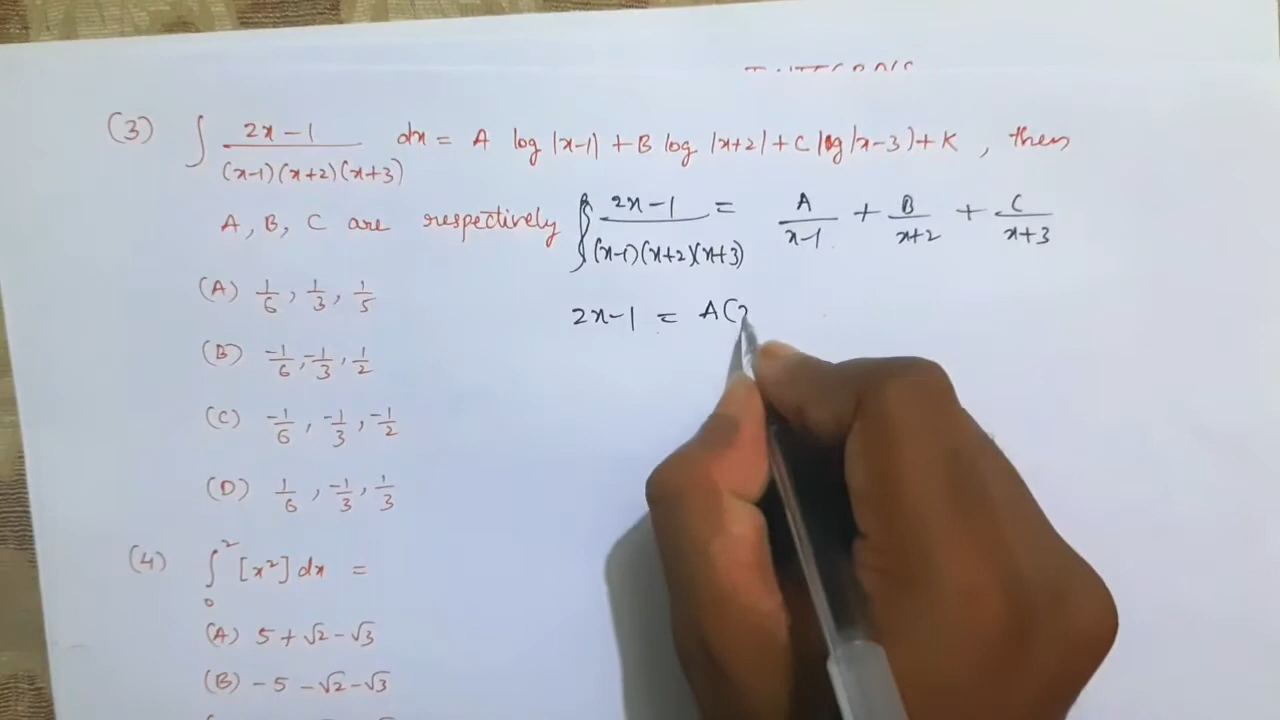 (3) ∫ 2x-1 / (x-1)(x+2)(x+3) dx = A log |x-1| + B log |x+2| + C log |x-3| + K , then
A, B, C are respectively
∫ 2x-1 / (x-1)(x+2)(x+3) = A / x-1 + B / x+2 + C / x+3
2x-1 = A(
(A) 1/6 , 1/3 , 1/5
(B) -1/6 , -1/3 , 1/2
(C) -1/6 , -1/3 , -1/2
(D) 1/6 , -1/3 , 1/3
(4) ∫₀² [x²] dx =
(A) 5 + √2 - √3
(B) -5 - √2 - √3